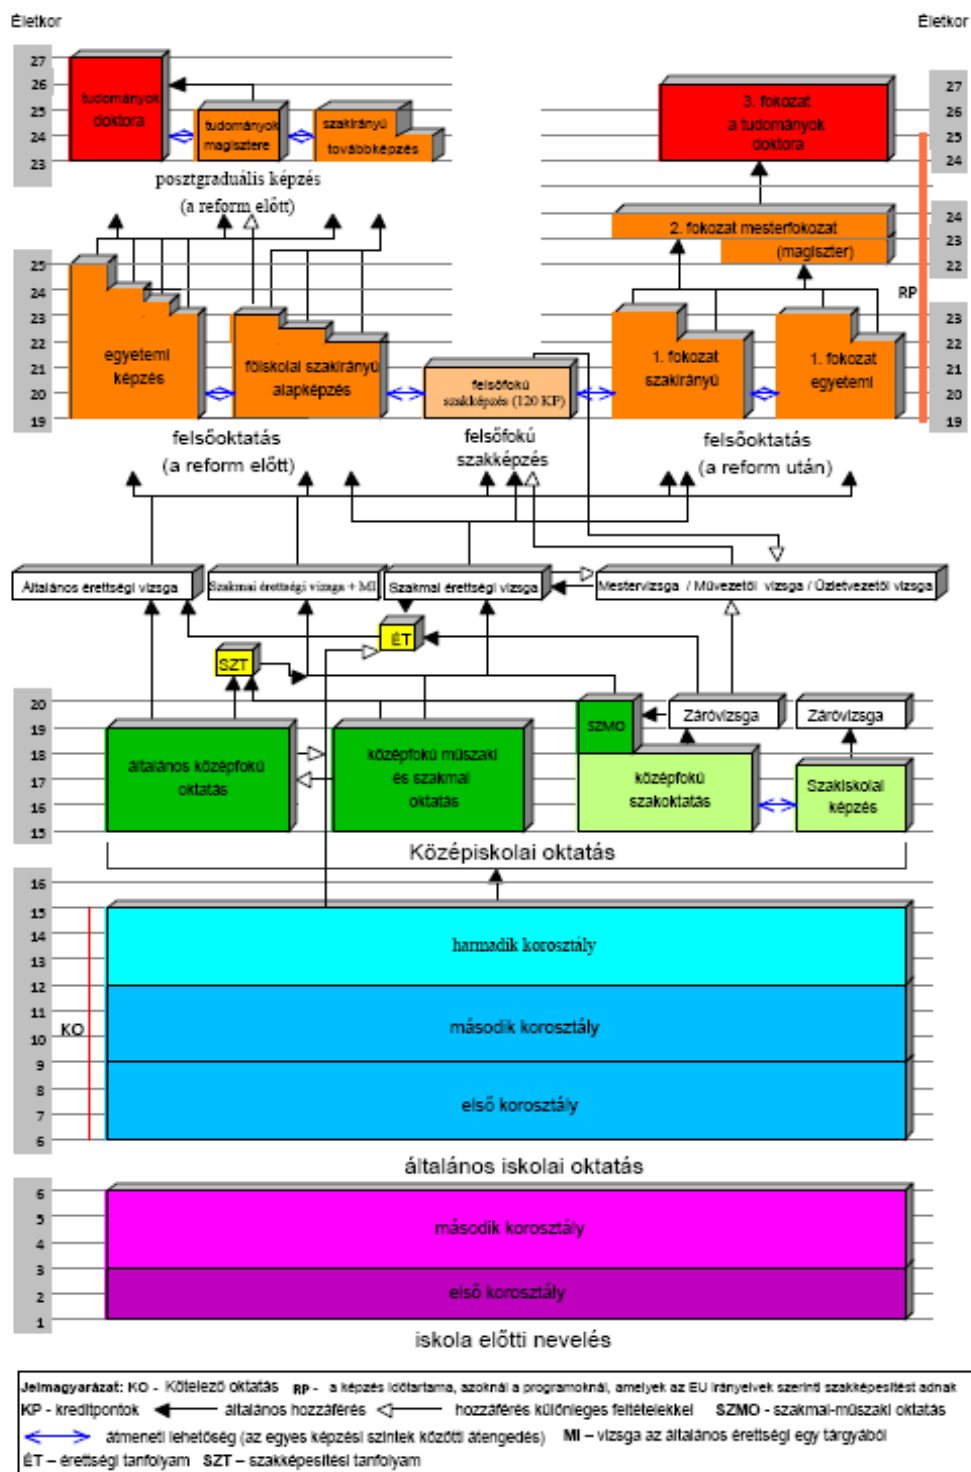 Életkor
Életkor
27
26
25
24
23
tudományok
doktora
tudományok
magisztere
szakirányú
továbbképzés
posztgraduális képzés
(a reform előtt)
3. fokozat
a tudományok
doktora
27
26
25
24
2. fokozat mesterfokozat
(magiszter)
24
23
22
RP
25
24
23
22
21
20
19
egyetemi
képzés
főiskolai szakirányú
alapképzés
felsőfokú
szakképzés (120 KP)
1. fokozat
szakirányú
1. fokozat
egyetemi
23
22
21
20
19
felsőoktatás
(a reform előtt)
felsőfokú
szakképzés
felsőoktatás
(a reform után)
Általános érettségi vizsga
Szakmai érettségi vizsga + MI
Szakmai érettségi vizsga
Mestervizsga / Művezetői vizsga / Üzletvezetői vizsga
ÉT
SZT
20
19
18
17
16
15
általános középfokú
oktatás
középfokú műszaki
és szakmai
oktatás
SZMO
középfokú
szakoktatás
Záróvizsga
Záróvizsga
Szakiskolai
képzés
Középiskolai oktatás
16
15
14
13
12
11
10
9
8
7
6
KO
harmadik korosztály
második korosztály
első korosztály
általános iskolai oktatás
6
5
4
3
2
1
második korosztály
első korosztály
iskola előtti nevelés
Jelmagyarázat: KO - Kötelező oktatás RP - a képzés időtartama, azoknál a programoknál, amelyek az EU irányelvek szerinti szakképesítést adnak
KP - kreditpontok általános hozzáférés hozzáférés különleges feltételekkel SZMO - szakmai-műszaki oktatás
átmeneti lehetőség (az egyes képzési szintek közötti átengedés) MI – vizsga az általános érettségi egy tárgyából
ÉT – érettségi tanfolyam SZT – szakképesítési tanfolyam